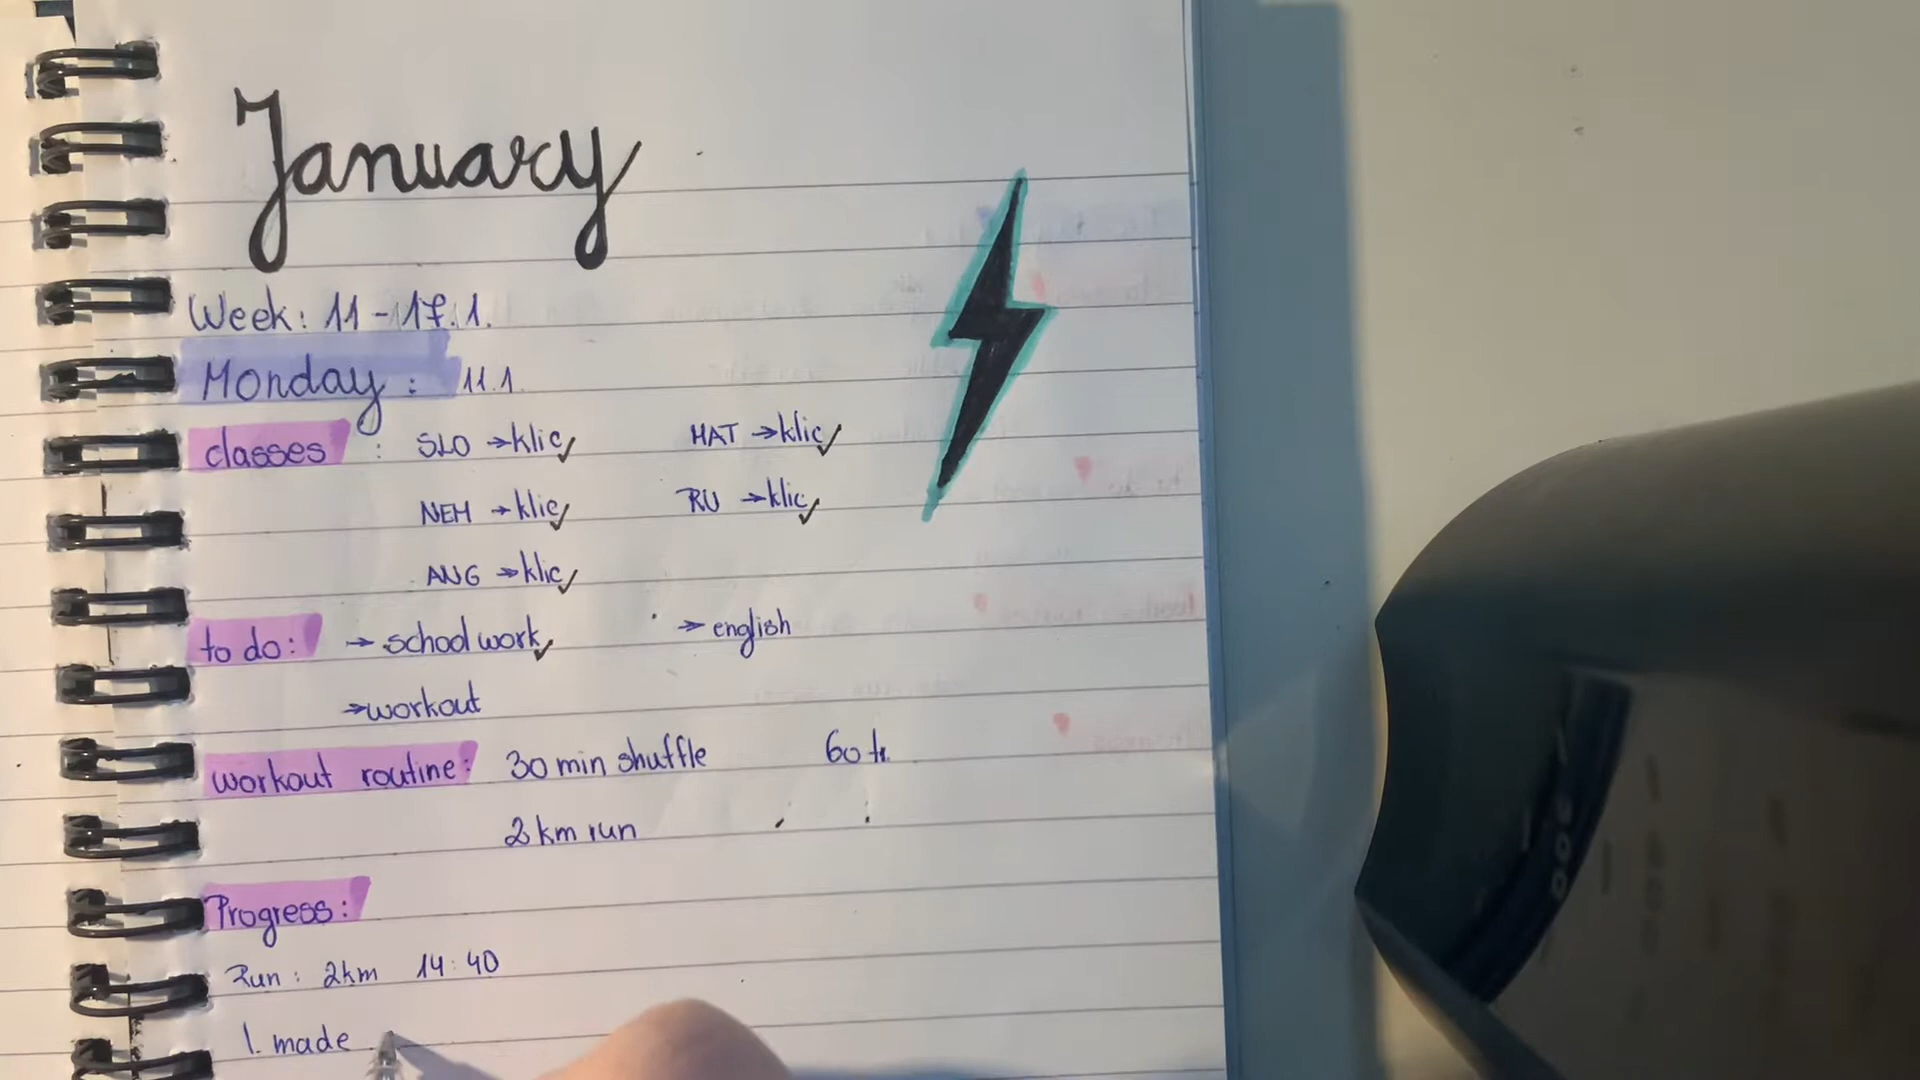 January
Week: 11-17.1.
Monday: 11.1.
classes: SLO → klic✓ MAT → klic✓
NEM → klic✓ RU → klic✓
ANG → klic✓
to do: → school work✓ → english
→ workout
workout routine: 30 min shuffle 60 tr.
2 km run
Progress:
Run: 2km 14:40
I. made